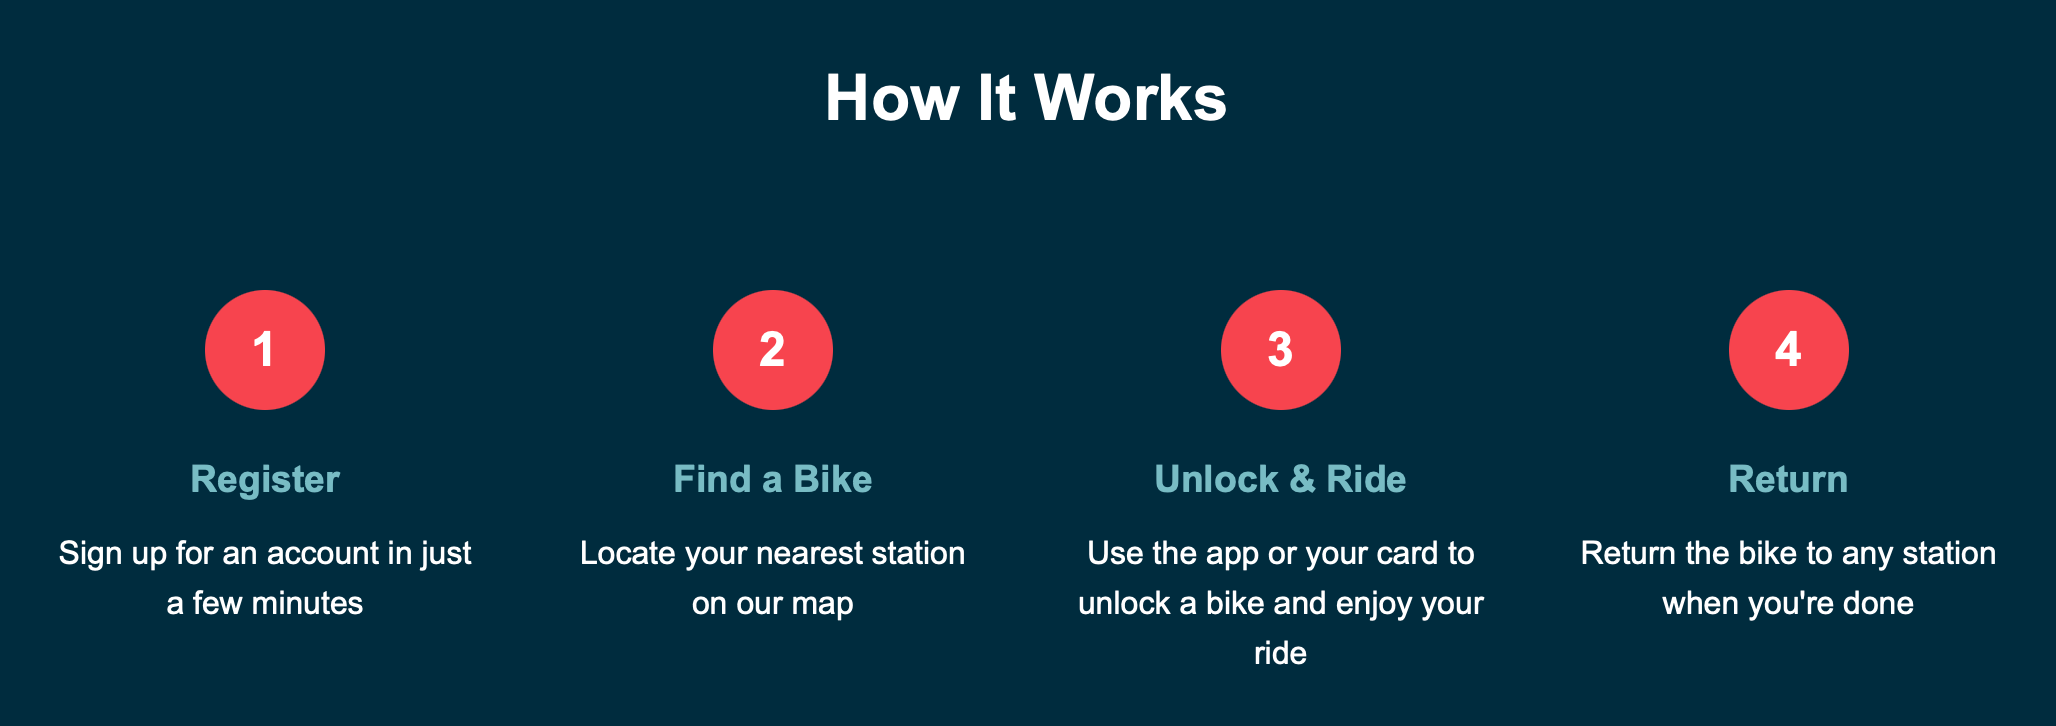 How It Works
1
Register
Sign up for an account in just
a few minutes
2
Find a Bike
Locate your nearest station
on our map
3
Unlock & Ride
Use the app or your card to
unlock a bike and enjoy your
ride
4
Return
Return the bike to any station
when you're done